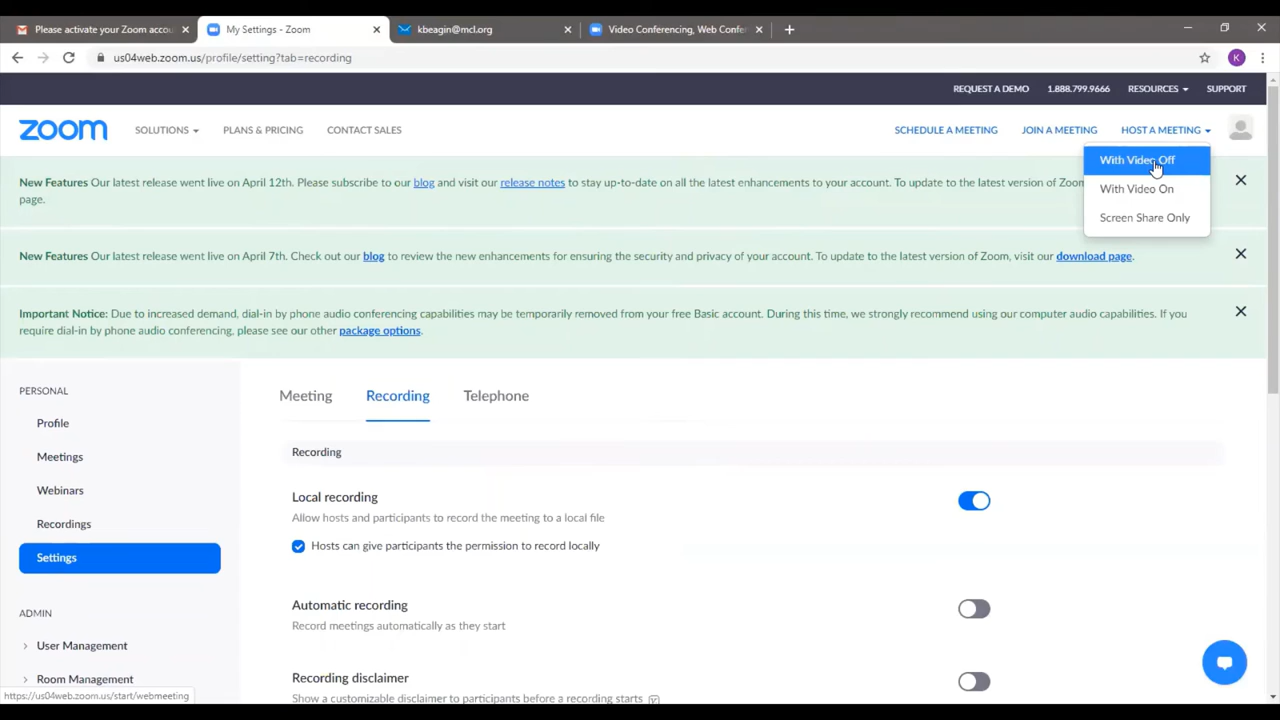 Please activate your Zoom accou
My Settings - Zoom
kbeagin@mcl.org
Video Conferencing, Web Confe
us04web.zoom.us/profile/setting?tab=recording
K
REQUEST A DEMO 1.888.799.9666 RESOURCES SUPPORT
zoom SOLUTIONS PLANS & PRICING CONTACT SALES SCHEDULE A MEETING JOIN A MEETING HOST A MEETING
With Video Off
With Video On
Screen Share Only
New Features Our latest release went live on April 12th. Please subscribe to our blog and visit our release notes to stay up-to-date on all the latest enhancements to your account. To update to the latest version of Zoom
page.
New Features Our latest release went live on April 7th. Check out our blog to review the new enhancements for ensuring the security and privacy of your account. To update to the latest version of Zoom, visit our download page.
Important Notice: Due to increased demand, dial-in by phone audio conferencing capabilities may be temporarily removed from your free Basic account. During this time, we strongly recommend using our computer audio capabilities. If you
require dial-in by phone audio conferencing, please see our other package options.
PERSONAL
Profile
Meetings
Webinars
Recordings
Settings
ADMIN
User Management
Room Management
Meeting Recording Telephone
Recording
Local recording
Allow hosts and participants to record the meeting to a local file
Hosts can give participants the permission to record locally
Automatic recording
Record meetings automatically as they start
Recording disclaimer
Show a customizable disclaimer to participants before a recording starts
https://us04web.zoom.us/start/webmeeting